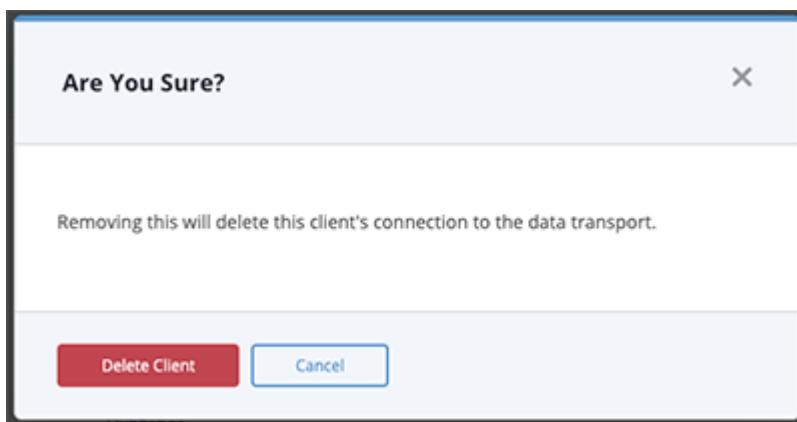 Are You Sure?
Removing this will delete this client's connection to the data transport.
Delete Client
Cancel